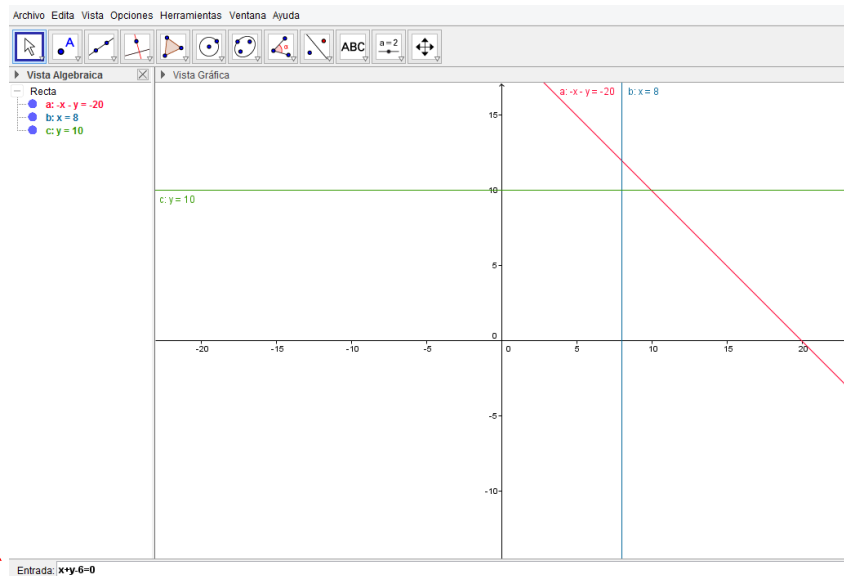 Archivo Edita Vista Opciones Herramientas Ventana Ayuda
A
α
ABC
a=2
Vista Algebraica
Vista Gráfica
Recta
a: -x - y = -20
b: x = 8
c: y = 10
a: -x - y = -20
b: x = 8
c: y = 10
15
10
5
0
-5
-10
-20 -15 -10 -5 0 5 10 15 20
Entrada: x+y-6=0